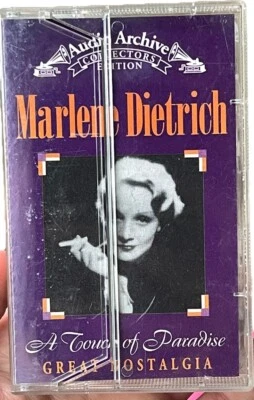 Audio Archive
COLLECTORS
EDITION
Marlene Dietrich
A Touch of Paradise
GREAT NOSTALGIA